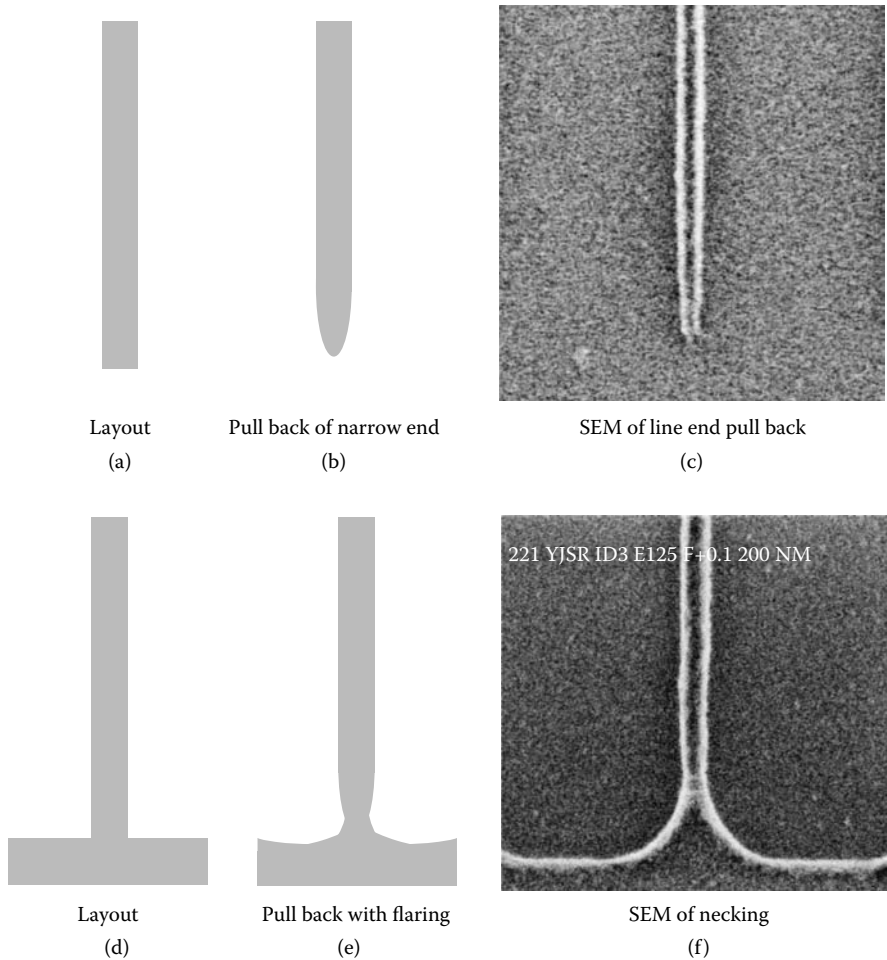 Layout
Pull back of narrow end
SEM of line end pull back
(a)
(b)
(c)
221 YJSR ID3 E125 F+0.1 200 NM
Layout
Pull back with flaring
SEM of necking
(d)
(e)
(f)